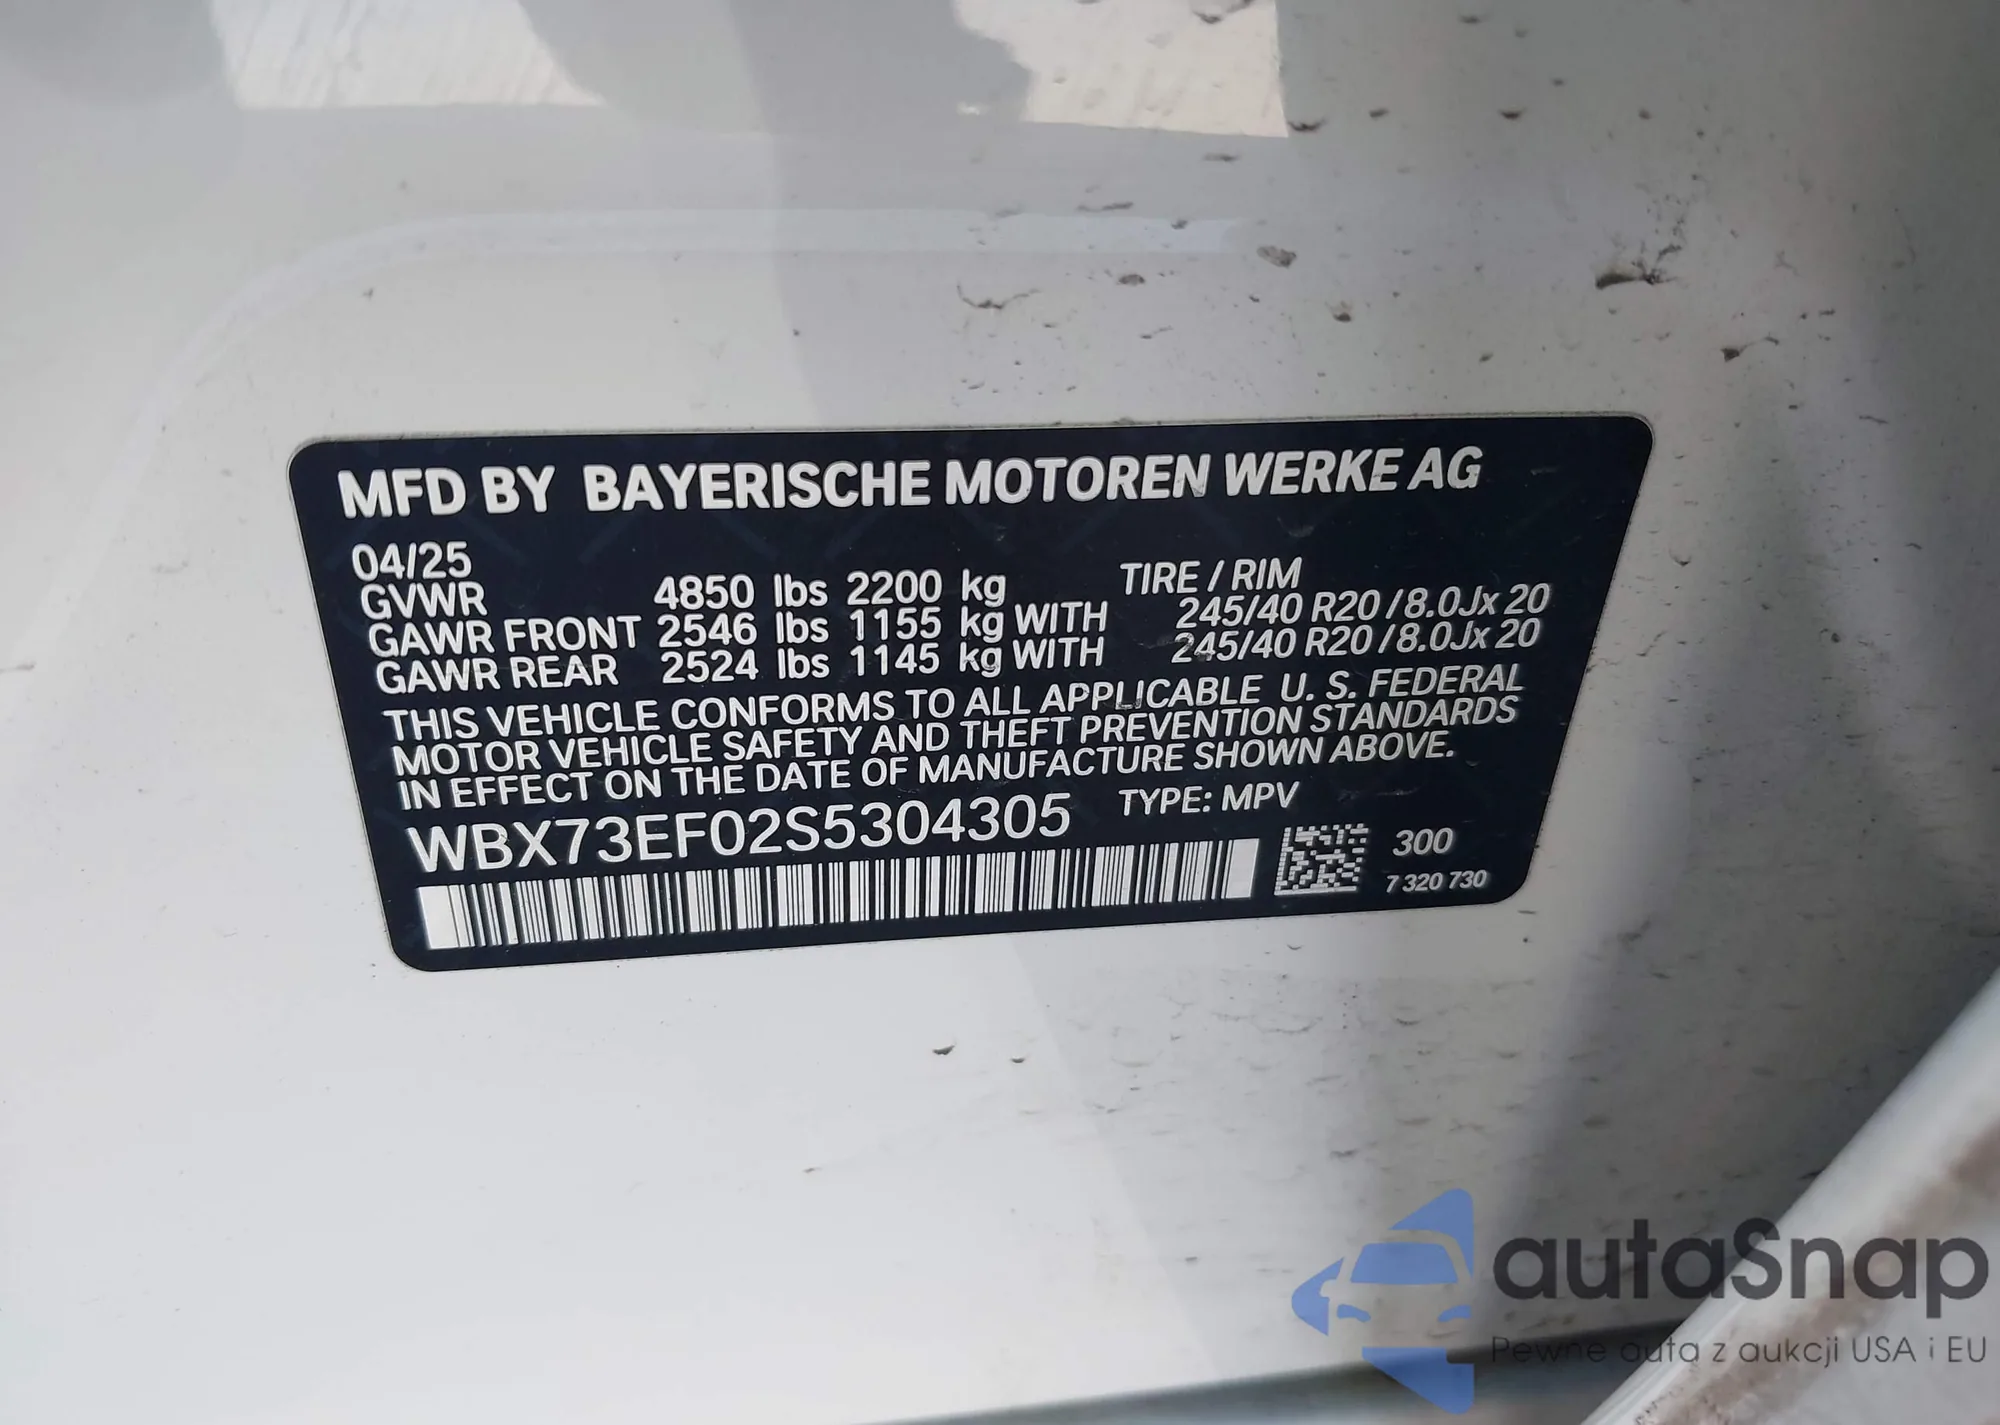 MFD BY BAYERISCHE MOTOREN WERKE AG
04/25
GVWR 4850 lbs 2200 kg TIRE / RIM
GAWR FRONT 2546 lbs 1155 kg WITH 245/40 R20 / 8.0Jx 20
GAWR REAR 2524 lbs 1145 kg WITH 245/40 R20 / 8.0Jx 20
THIS VEHICLE CONFORMS TO ALL APPLICABLE U. S. FEDERAL
MOTOR VEHICLE SAFETY AND THEFT PREVENTION STANDARDS
IN EFFECT ON THE DATE OF MANUFACTURE SHOWN ABOVE.
WBX73EF02S5304305 TYPE: MPV
300
7 320 730
autaSnap
Pewne auta z aukcji USA i EU